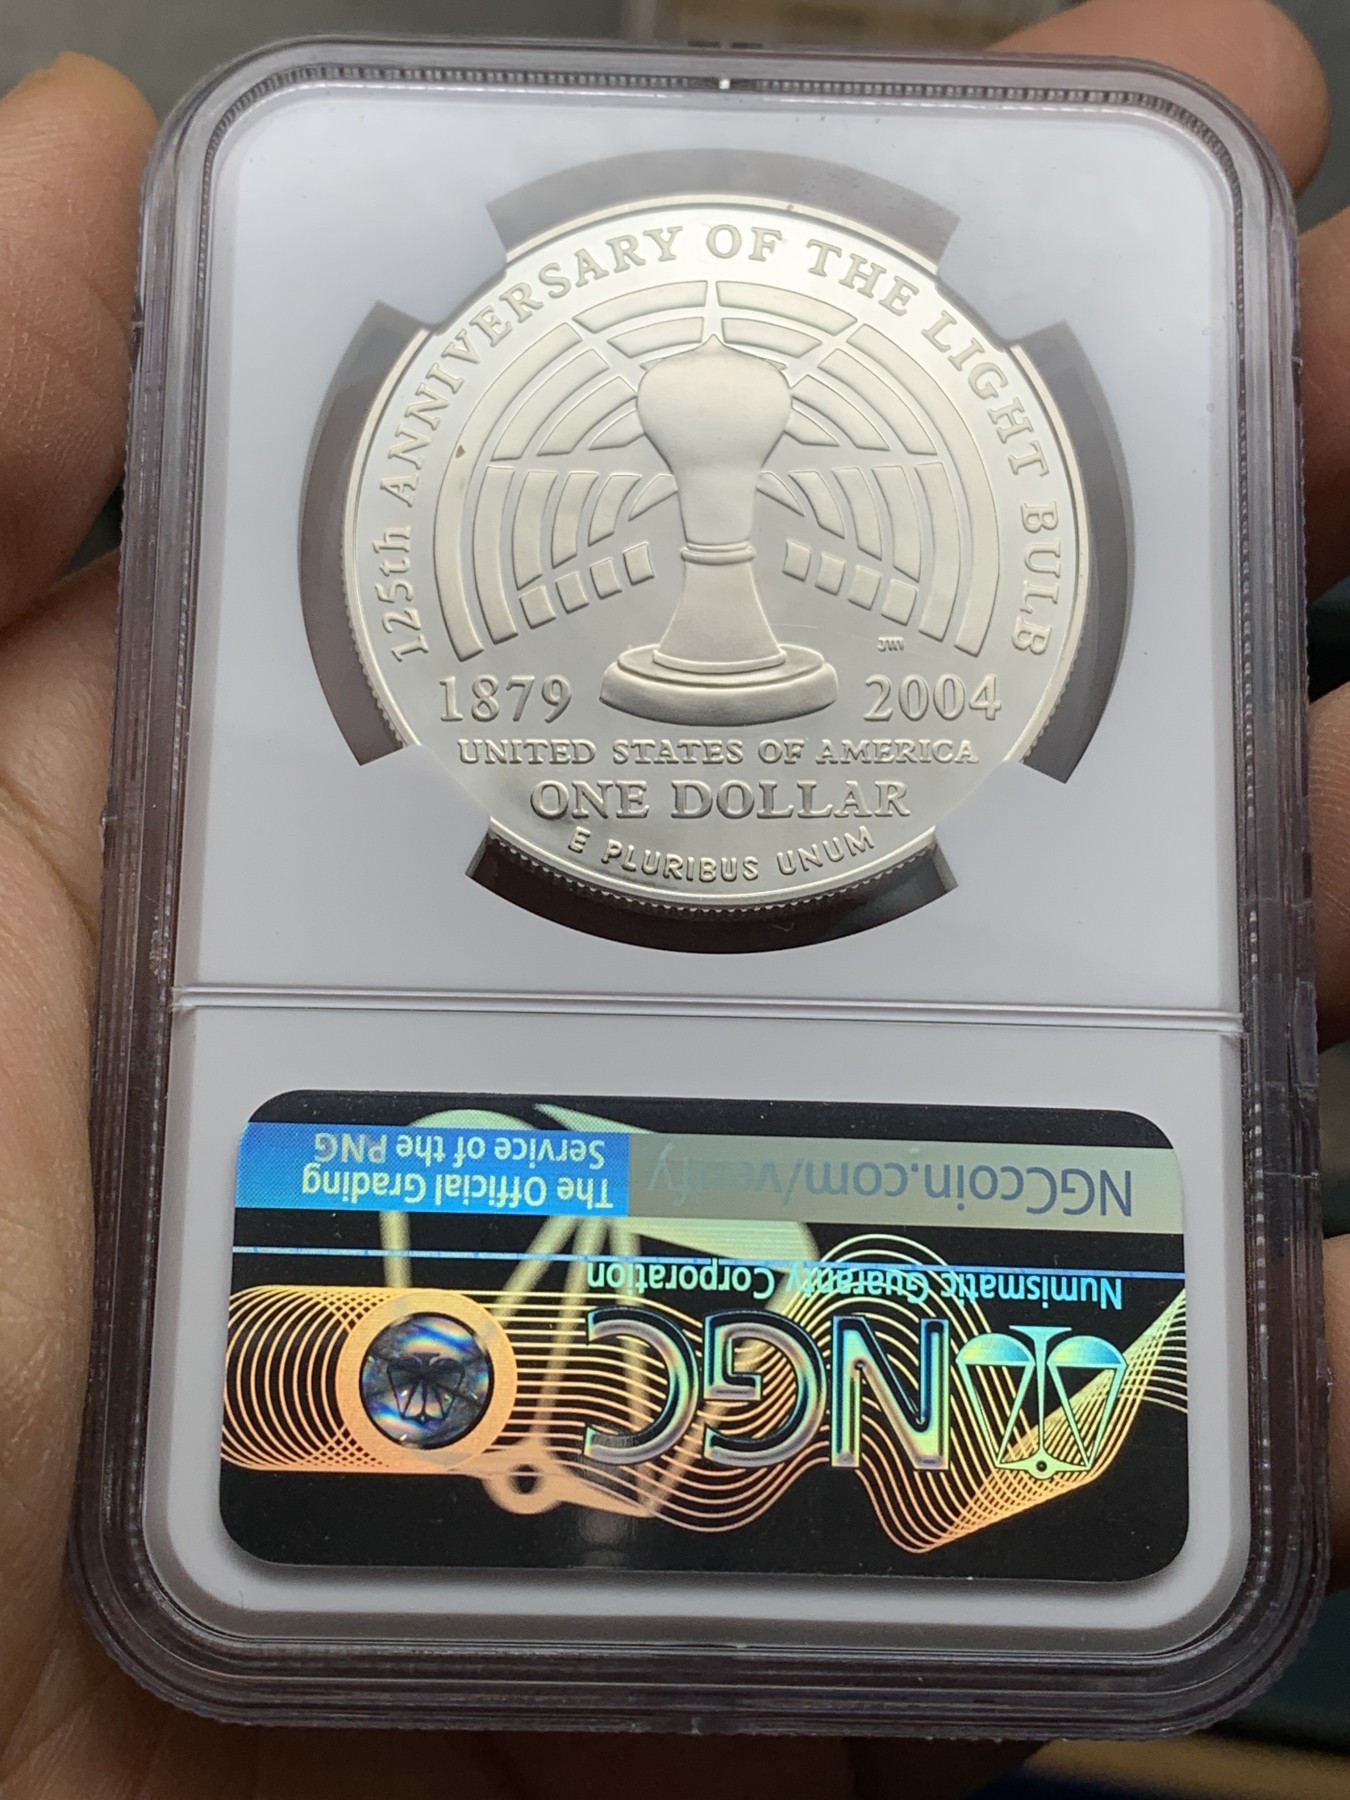 125th ANNIVERSARY OF THE LIGHT BULB
JWV
1879 2004
UNITED STATES OF AMERICA
ONE DOLLAR
E PLURIBUS UNUM
NGC
Numismatic Guaranty Corporation
NGCcoin.com/verify
The Official Grading
Service of the PNG